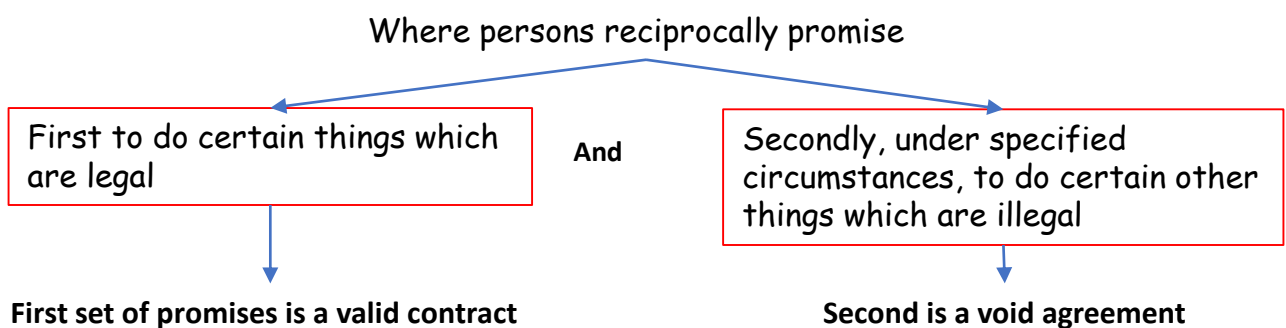 Where persons reciprocally promise
First to do certain things which
are legal
And
Secondly, under specified
circumstances, to do certain other
things which are illegal
First set of promises is a valid contract
Second is a void agreement